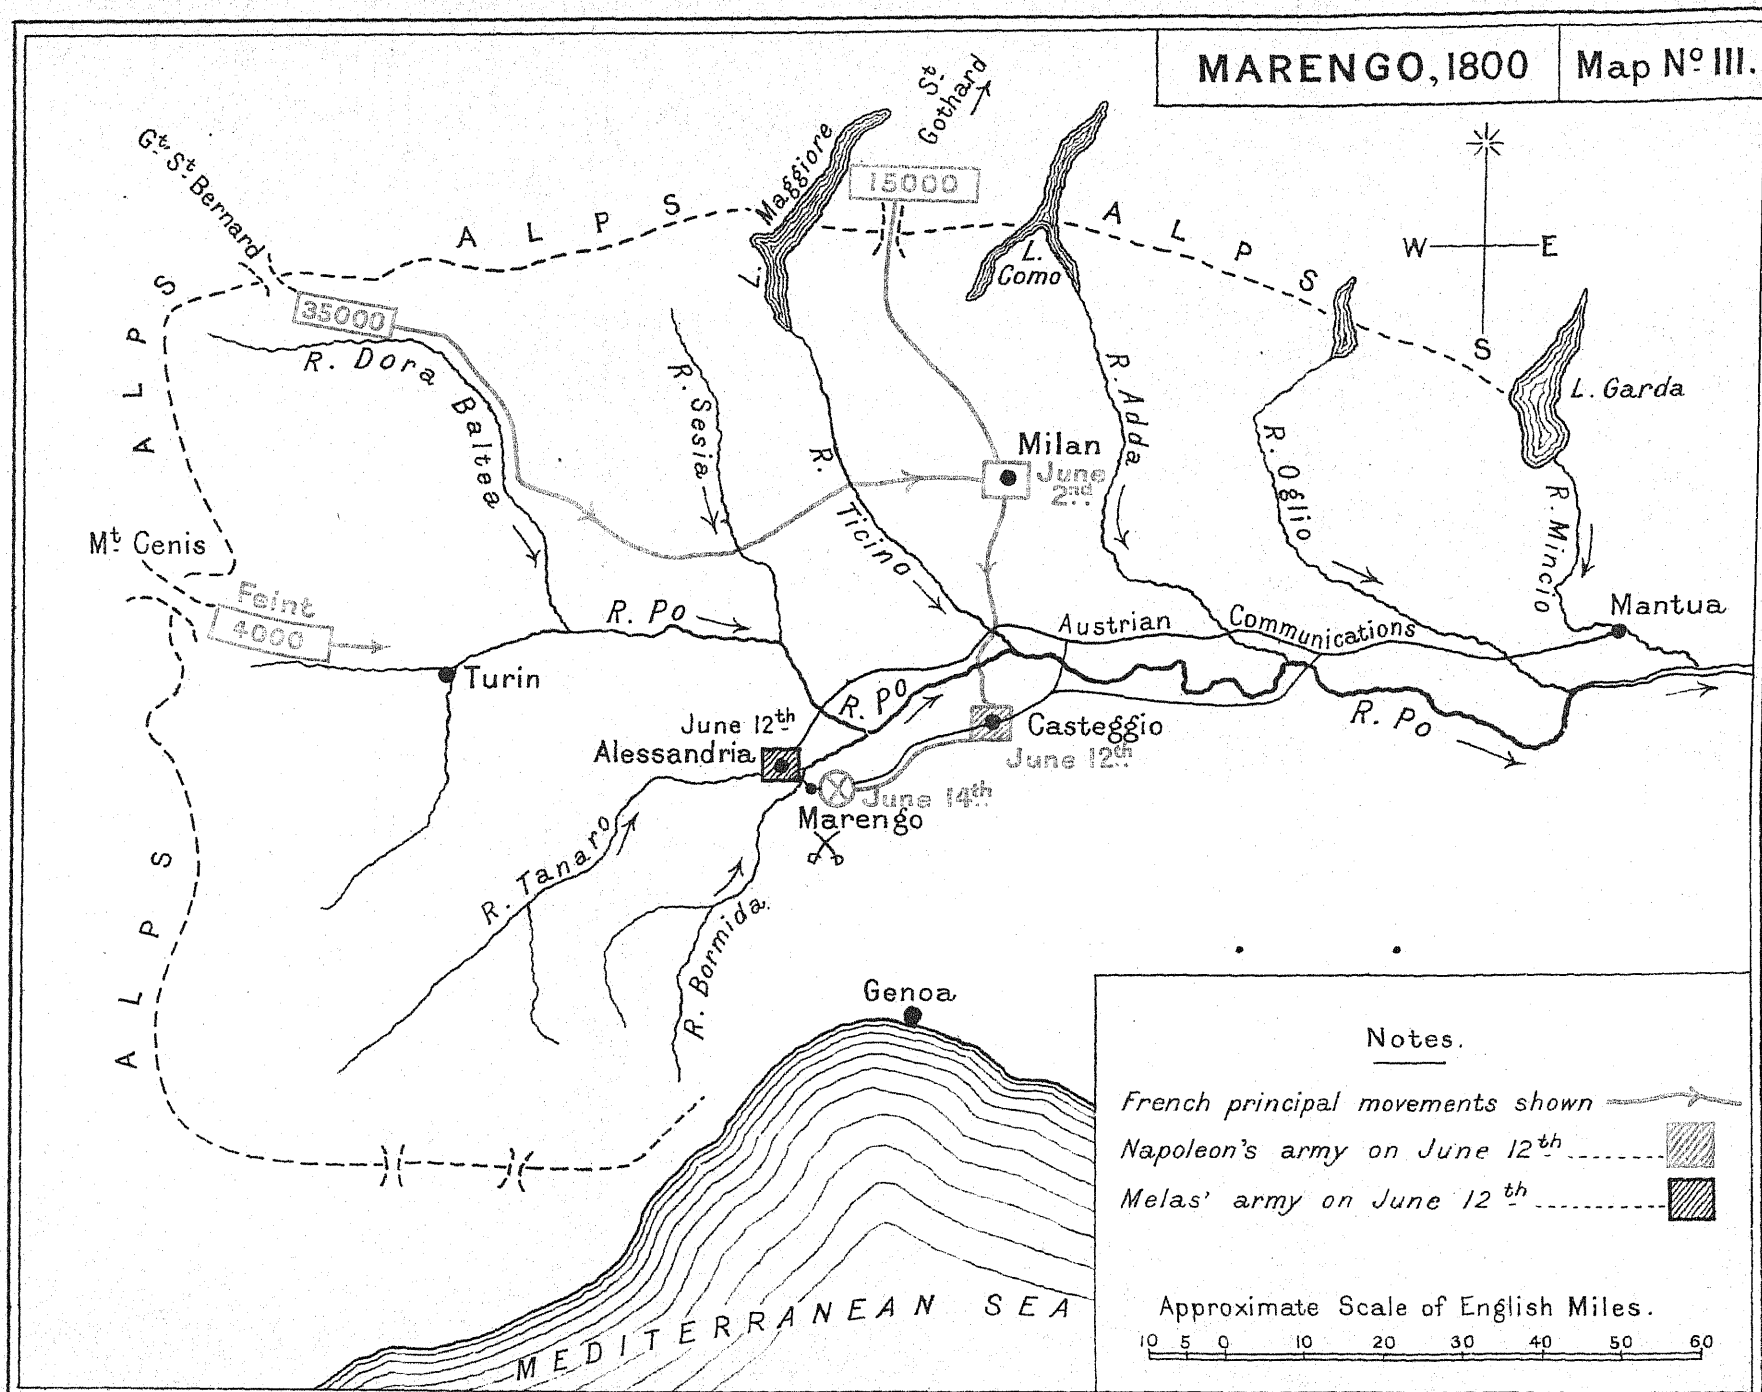 MARENGO, 1800
Map Nº III.
St
Gothard
Gt. St. Bernard
L. Maggiore
15000
A L P S
A L P S
A L P S
A L P S
A L P S
W E
S
L.
Como
35000
R. Dora Baltea
R. Sesia
R. Ticino
R. Adda
R. Oglio
L. Garda
R. Mincio
Milan
June
2nd.
Mt. Cenis
Feint
4000
R. Po
Turin
Austrian Communications
Mantua
R. Po
R. Po
June 12th
Alessandria
Casteggio
June 12th
June 14th
Marengo
R. Tanaro
R. Bormida.
Genoa
MEDITERRANEAN SEA
Notes.
French principal movements shown
Napoleon's army on June 12th
Melas' army on June 12th
Approximate Scale of English Miles.
10 5 0 10 20 30 40 50 60